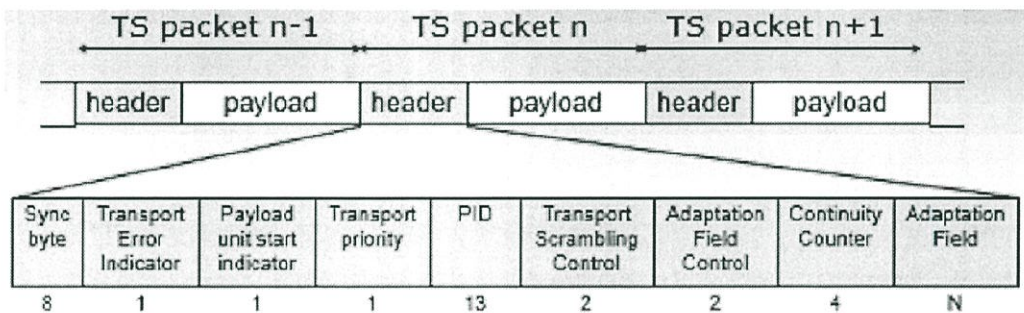 TS packet n-1 TS packet n TS packet n+1
header payload header payload header payload
Sync Transport Payload Transport PID Transport Adaptation Continuity Adaptation
byte Error unit start priority Scrambling Field Counter Field
Indicator indicator Control Control
8 1 1 1 13 2 2 4 N